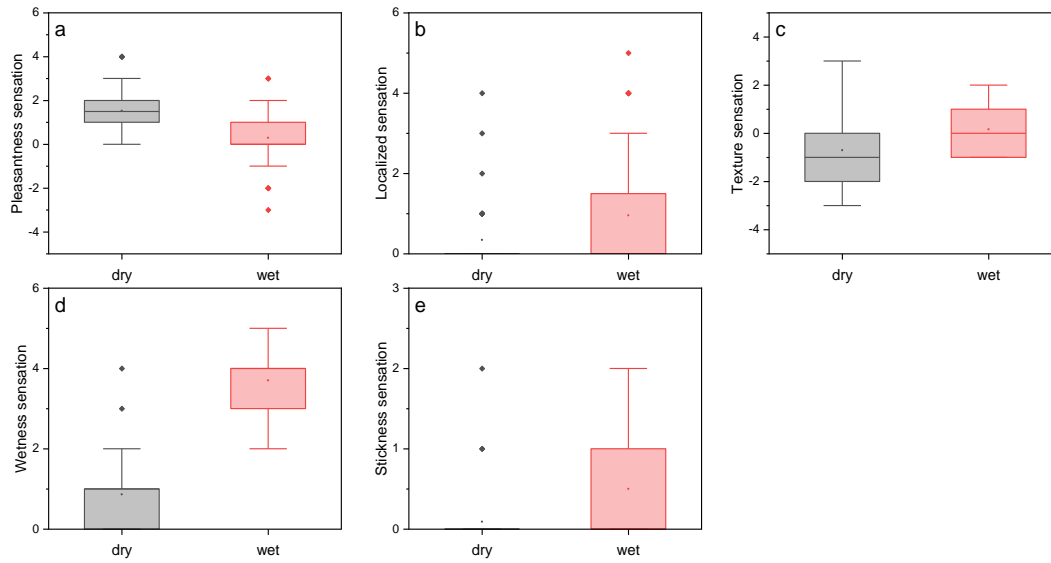 a
Pleasantness sensation
6
4
2
0
-2
-4
dry
wet
b
Localized sensation
6
4
2
0
dry
wet
c
Texture sensation
4
2
0
-2
-4
dry
wet
d
Wetness sensation
6
4
2
0
dry
wet
e
Stickness sensation
3
2
1
0
dry
wet